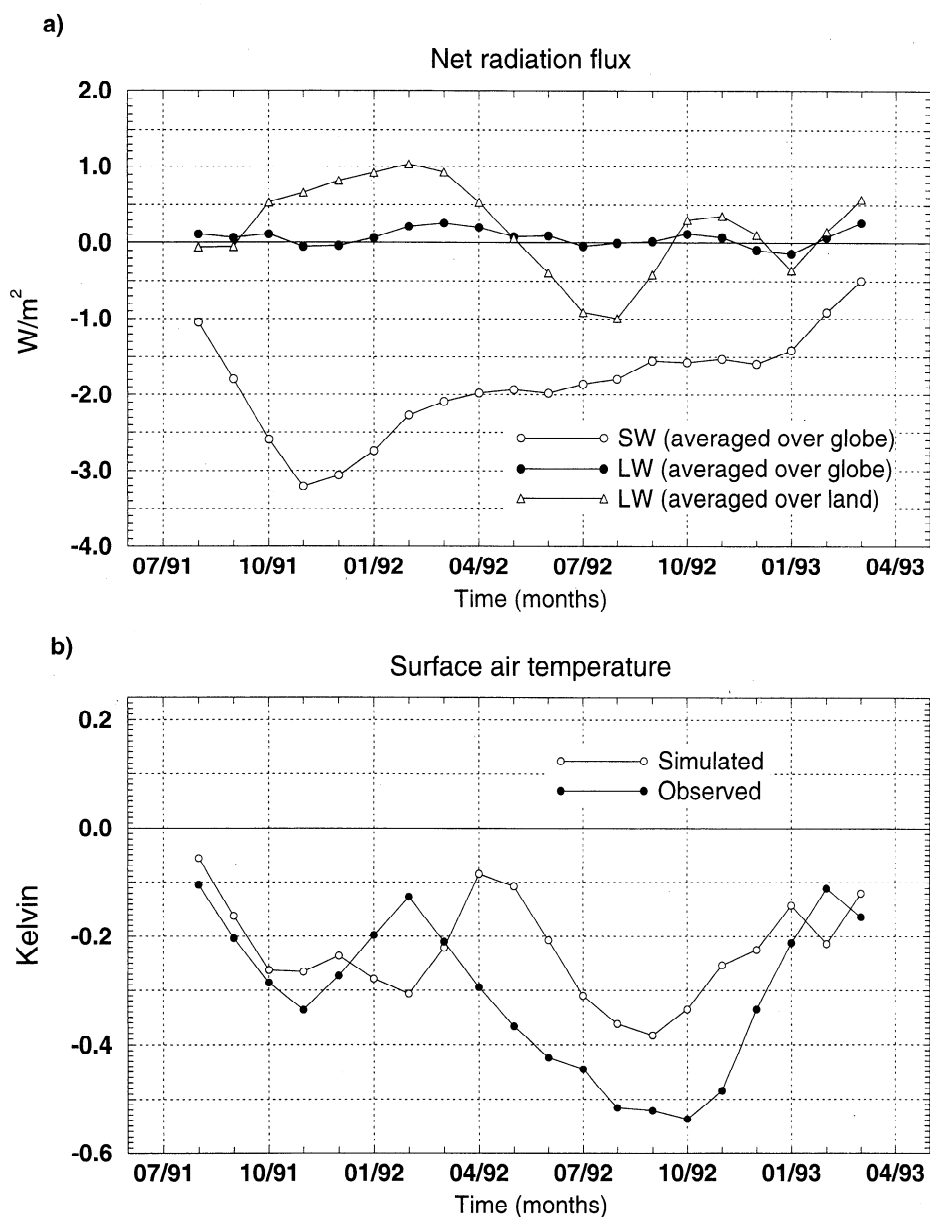 a)
Net radiation flux
2.0
1.0
0.0
-1.0
-2.0
-3.0
-4.0
W/m²
SW (averaged over globe)
LW (averaged over globe)
LW (averaged over land)
07/91 10/91 01/92 04/92 07/92 10/92 01/93 04/93
Time (months)
b)
Surface air temperature
0.2
0.0
-0.2
-0.4
-0.6
Kelvin
Simulated
Observed
07/91 10/91 01/92 04/92 07/92 10/92 01/93 04/93
Time (months)